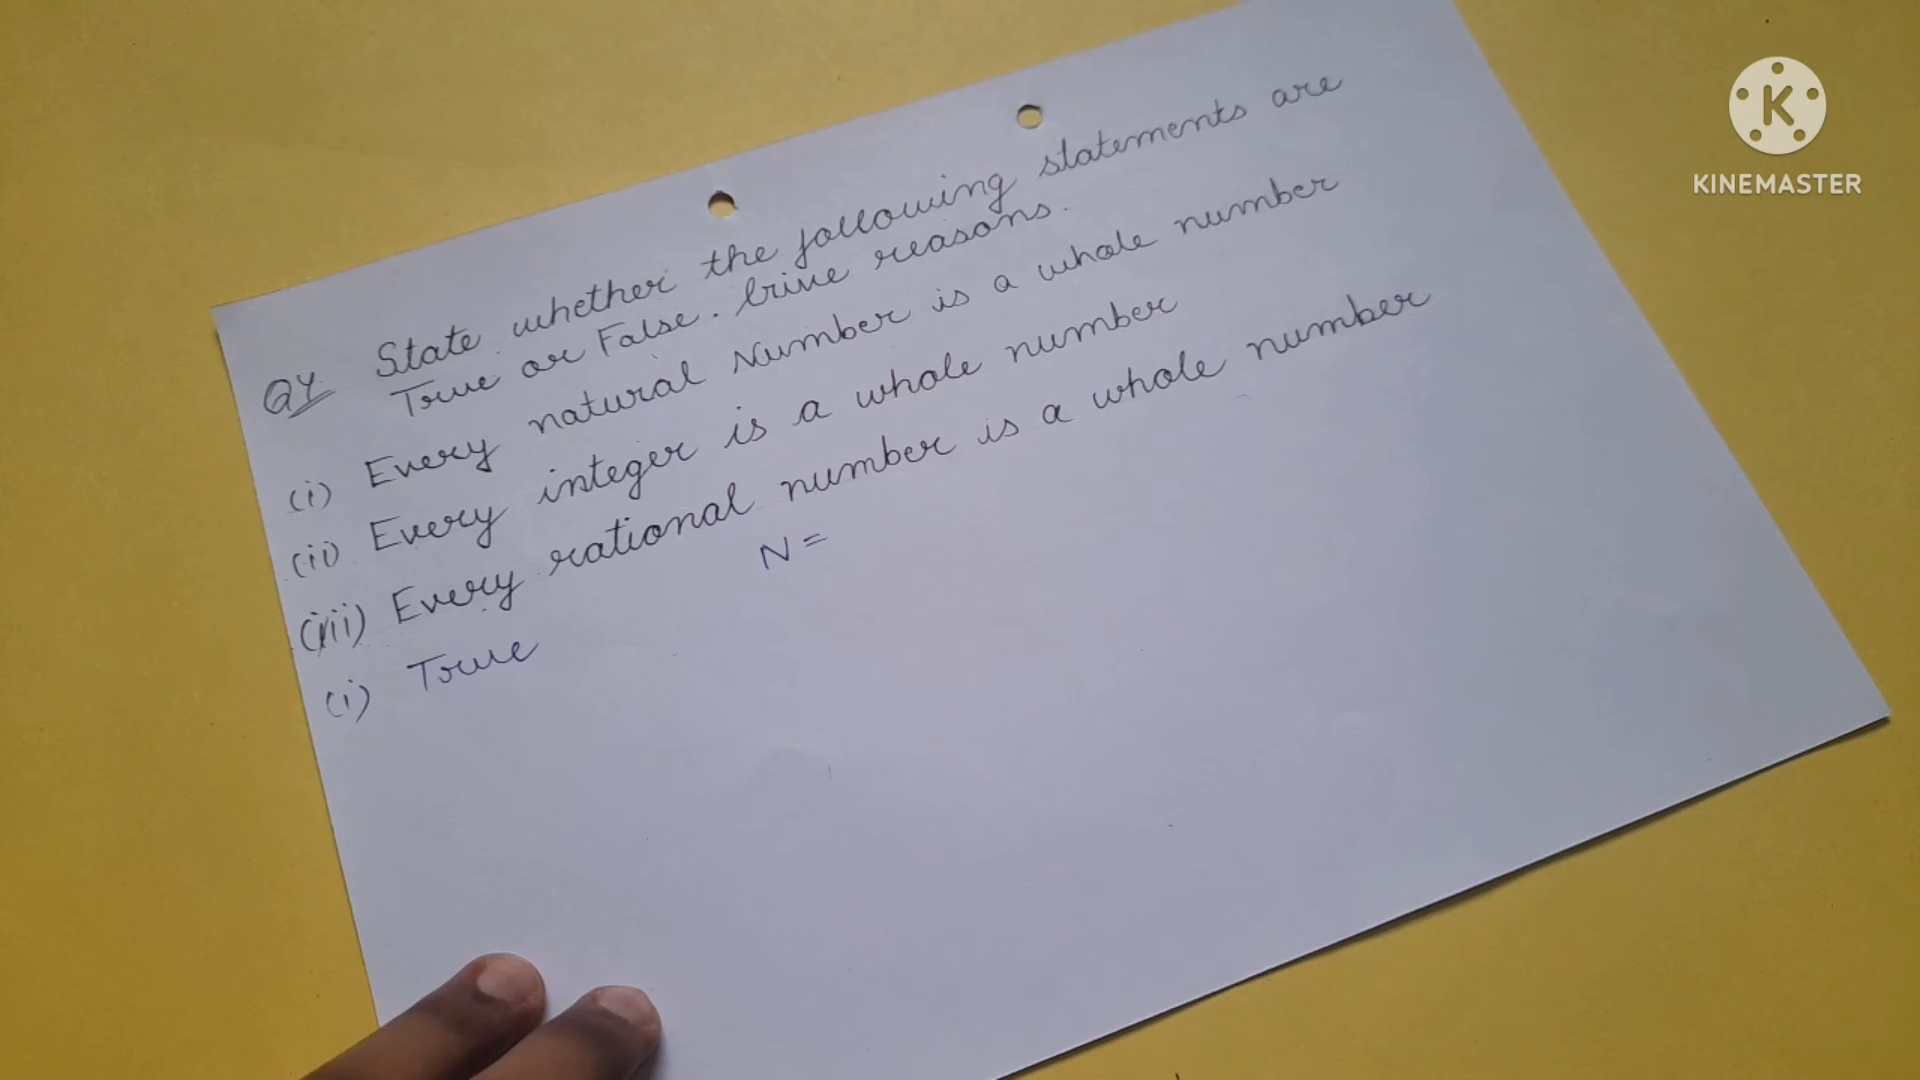 Q4 State whether the following statements are
True or False. Give reasons.
(i) Every natural Number is a whole number
(ii) Every integer is a whole number
(iii) Every rational number is a whole number
N =
(i) True
K
KINEMASTER